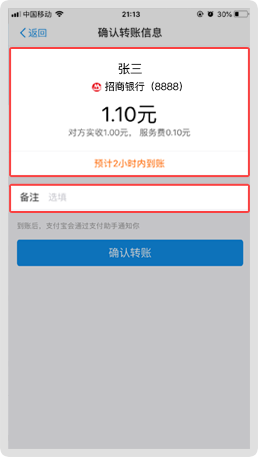 中国移动 21:13 30%
返回 确认转账信息
张三
招商银行（8888）
1.10元
对方实收1.00元， 服务费0.10元
预计2小时内到账
备注 选填
到账后，支付宝会通过支付助手通知你
确认转账